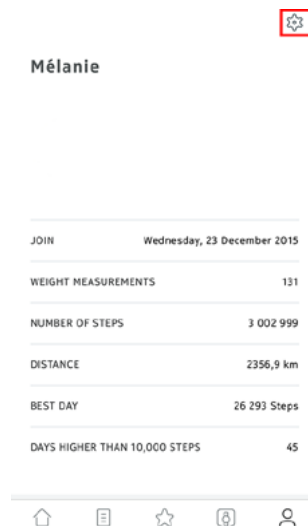 Mélanie
JOIN Wednesday, 23 December 2015
WEIGHT MEASUREMENTS 131
NUMBER OF STEPS 3 002 999
DISTANCE 2356,9 km
BEST DAY 26 293 Steps
DAYS HIGHER THAN 10,000 STEPS 45